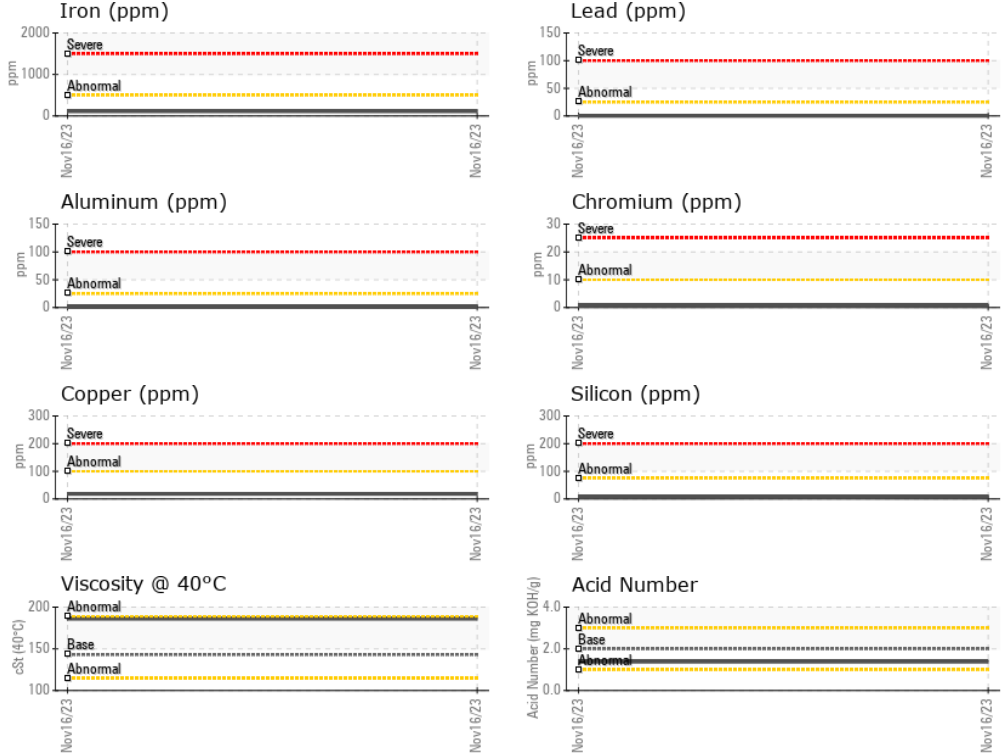 Iron (ppm)
2000
1000
0
ppm
Severe
Abnormal
Nov16/23
Nov16/23
Lead (ppm)
150
100
50
0
ppm
Severe
Abnormal
Nov16/23
Nov16/23
Aluminum (ppm)
150
100
50
0
ppm
Severe
Abnormal
Nov16/23
Nov16/23
Chromium (ppm)
30
20
10
0
ppm
Severe
Abnormal
Nov16/23
Nov16/23
Copper (ppm)
300
200
100
0
ppm
Severe
Abnormal
Nov16/23
Nov16/23
Silicon (ppm)
300
200
100
0
ppm
Severe
Abnormal
Nov16/23
Nov16/23
Viscosity @ 40°C
200
150
100
cSt (40°C)
Abnormal
Base
Abnormal
Nov16/23
Nov16/23
Acid Number
4.0
2.0
0.0
Acid Number (mg KOH/g)
Abnormal
Base
Abnormal
Nov16/23
Nov16/23